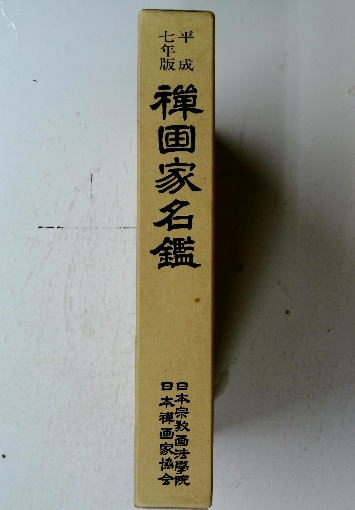 平成
七年版
禅画家名鑑
日本宗教画法學院
日本禅画家協会